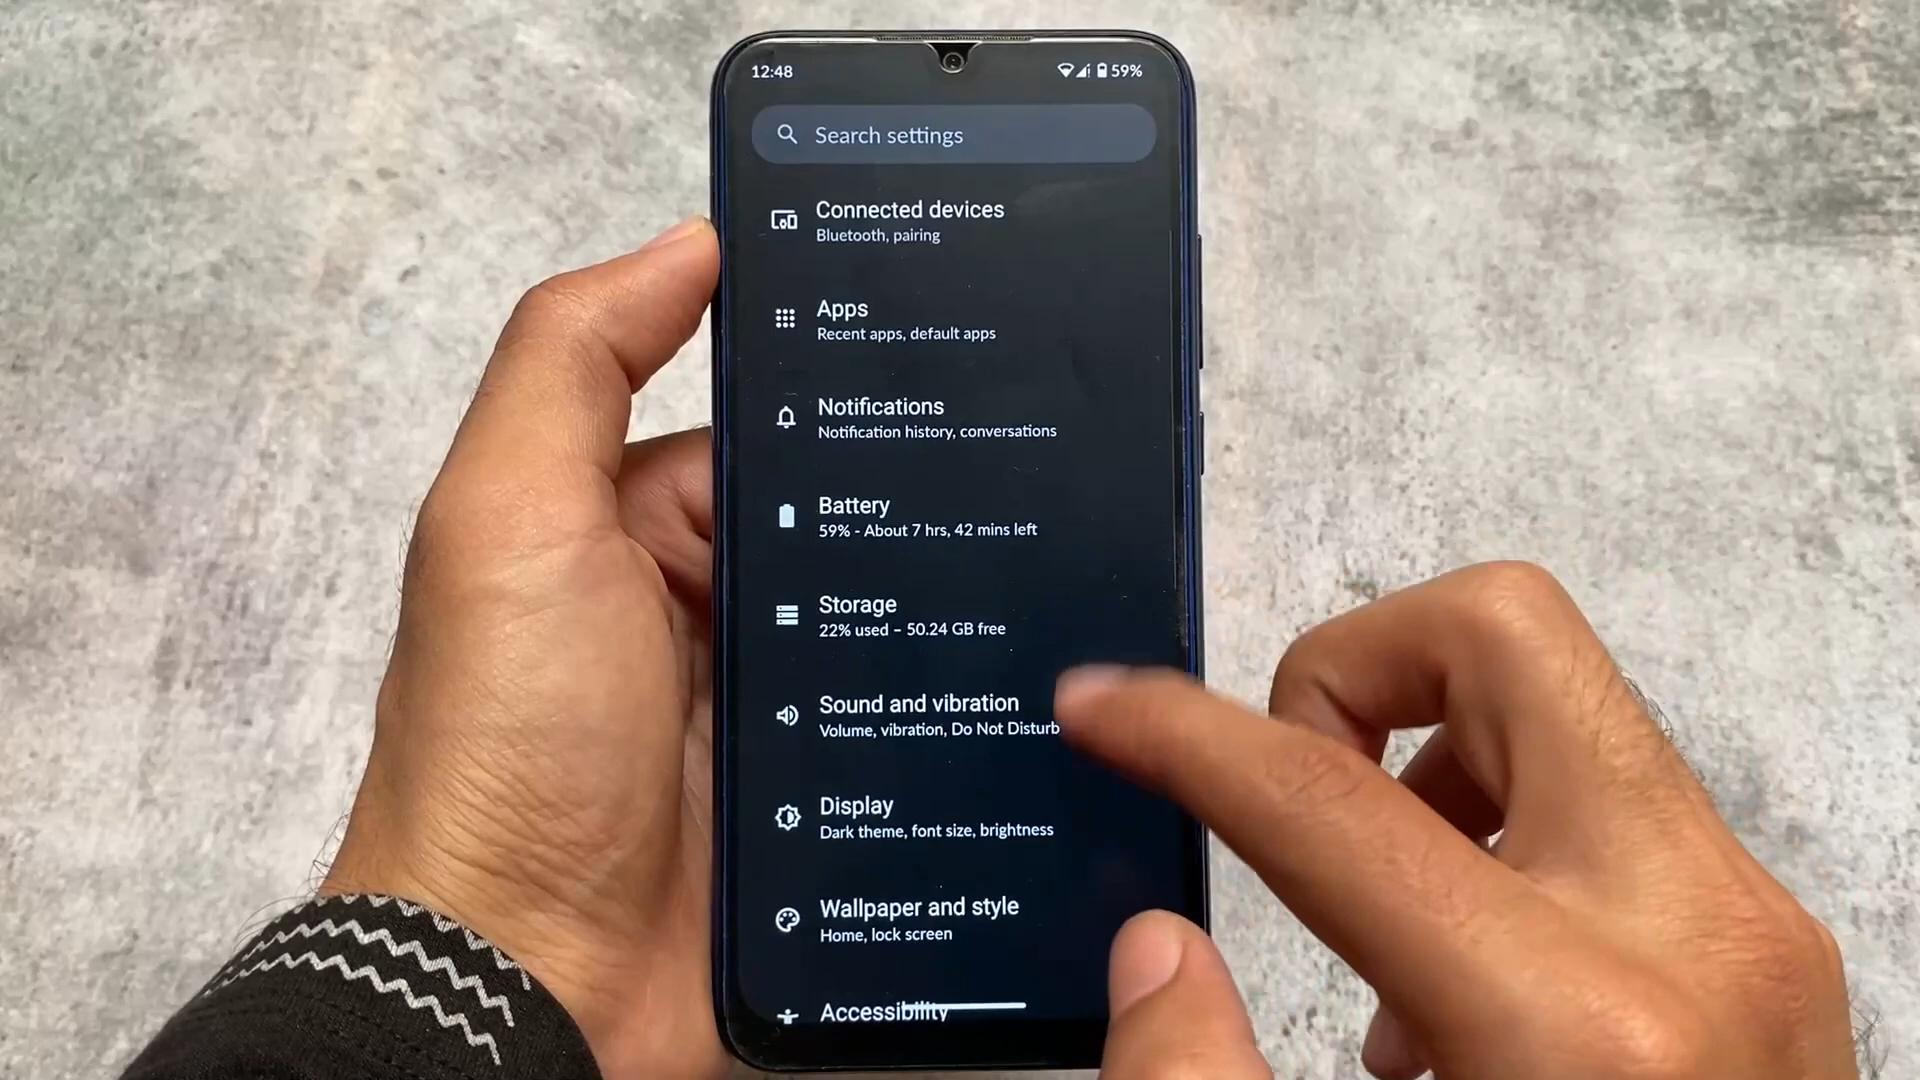 12:48
59%
Search settings
Connected devices
Bluetooth, pairing
Apps
Recent apps, default apps
Notifications
Notification history, conversations
Battery
59% - About 7 hrs, 42 mins left
Storage
22% used – 50.24 GB free
Sound and vibration
Volume, vibration, Do Not Disturb
Display
Dark theme, font size, brightness
Wallpaper and style
Home, lock screen
Accessibility